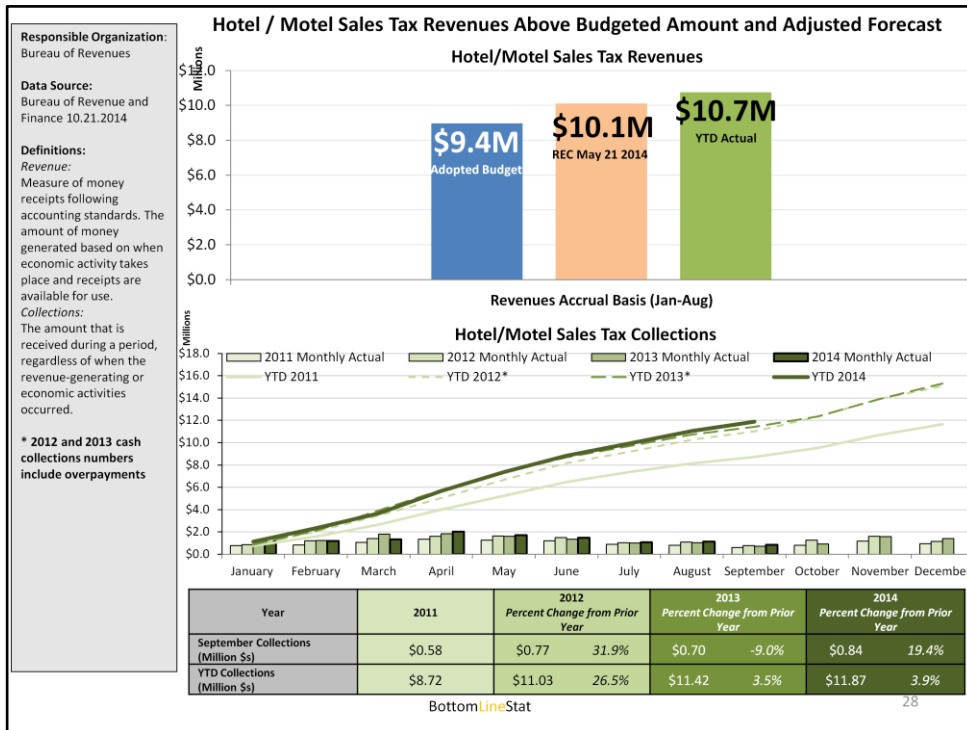 Hotel / Motel Sales Tax Revenues Above Budgeted Amount and Adjusted Forecast
Responsible Organization:
Bureau of Revenues
Data Source:
Bureau of Revenue and
Finance 10.21.2014
Definitions:
Revenue:
Measure of money
receipts following
accounting standards. The
amount of money
generated based on when
economic activity takes
place and receipts are
available for use.
Collections:
The amount that is
received during a period,
regardless of when the
revenue-generating or
economic activities
occurred.
* 2012 and 2013 cash
collections numbers
include overpayments
Hotel/Motel Sales Tax Revenues
Millions
$12.0
$10.0
$8.0
$6.0
$4.0
$2.0
$0.0
$9.4M
Adopted Budget
$10.1M
REC May 21 2014
$10.7M
YTD Actual
Revenues Accrual Basis (Jan-Aug)
Hotel/Motel Sales Tax Collections
Millions
$18.0
$16.0
$14.0
$12.0
$10.0
$8.0
$6.0
$4.0
$2.0
$0.0
2011 Monthly Actual 2012 Monthly Actual 2013 Monthly Actual 2014 Monthly Actual
YTD 2011 YTD 2012* YTD 2013* YTD 2014
January February March April May June July August September October November December
Year 2011 2012 Percent Change from Prior Year 2013 Percent Change from Prior Year 2014 Percent Change from Prior Year
September Collections (Million $s) $0.58 $0.77 31.9% $0.70 -9.0% $0.84 19.4%
YTD Collections (Million $s) $8.72 $11.03 26.5% $11.42 3.5% $11.87 3.9%
BottomLineStat
28